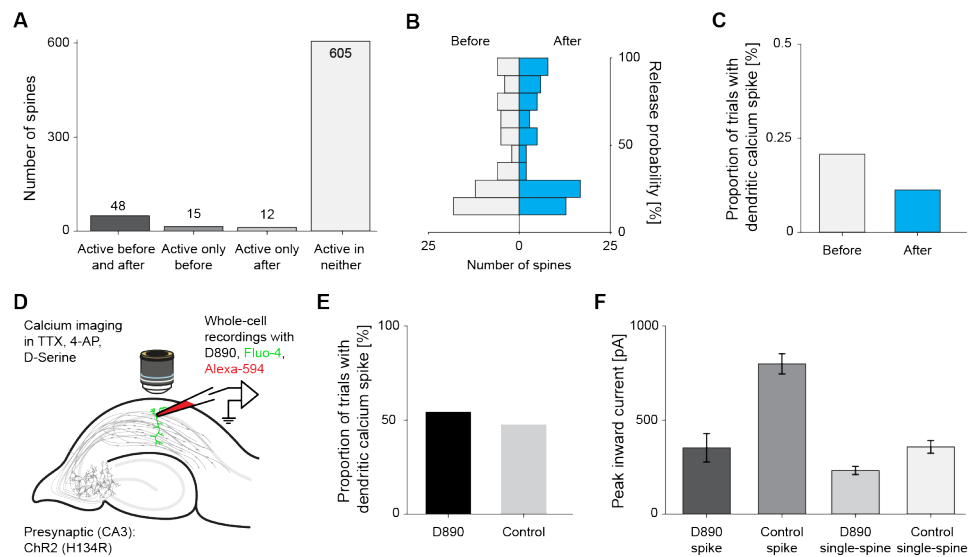 A
Number of spines
600
300
0
48
15
12
605
Active before
and after
Active only
before
Active only
after
Active in
neither
B
Before
After
100
50
0
Release probability [%]
25
0
25
Number of spines
C
Proportion of trials with
dendritic calcium spike [%]
0.5
0.25
0
Before
After
D
Calcium imaging
in TTX, 4-AP,
D-Serine
Whole-cell
recordings with
D890, Fluo-4,
Alexa-594
Presynaptic (CA3):
ChR2 (H134R)
E
Proportion of trials with
dendritic calcium spike [%]
100
50
0
D890
Control
F
Peak inward current [pA]
1000
500
0
D890
spike
Control
spike
D890
single-spine
Control
single-spine